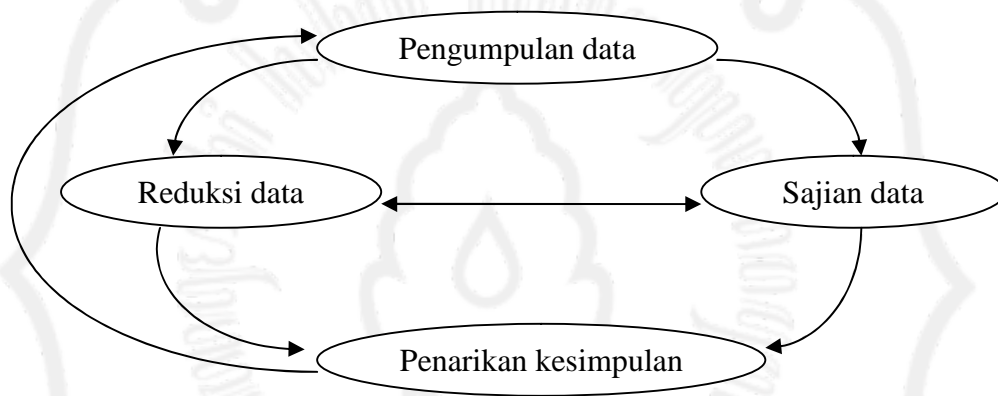 Pengumpulan data
Reduksi data
Sajian data
Penarikan kesimpulan